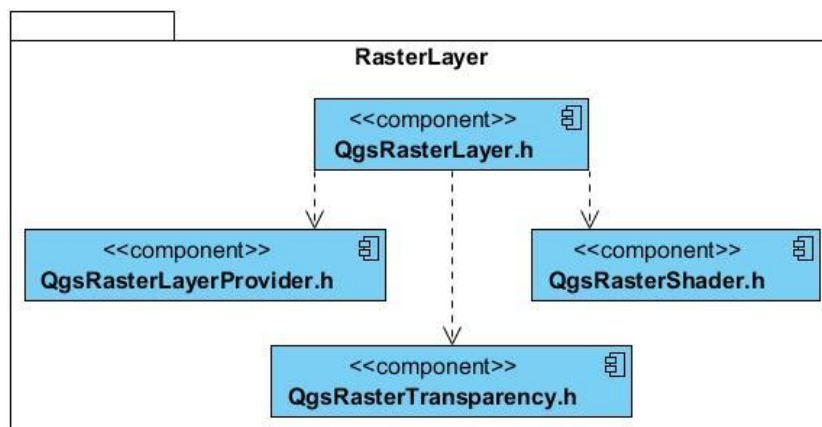 RasterLayer
<<component>>
QgsRasterLayer.h
<<component>>
QgsRasterLayerProvider.h
<<component>>
QgsRasterShader.h
<<component>>
QgsRasterTransparency.h